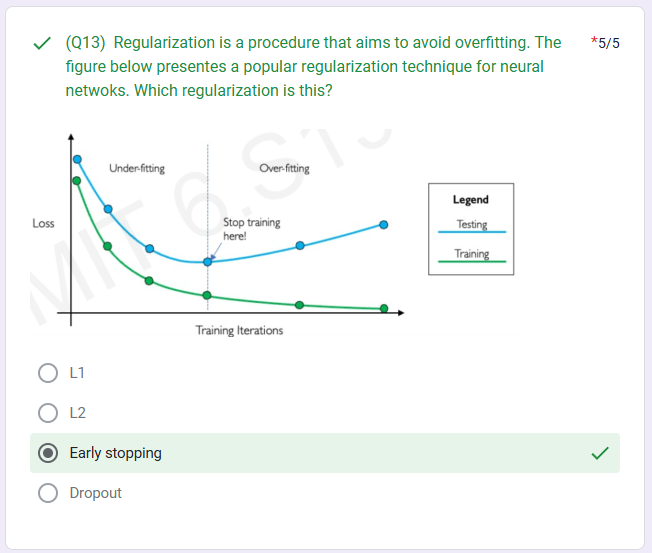 (Q13) Regularization is a procedure that aims to avoid overfitting. The *5/5
figure below presentes a popular regularization technique for neural
netwoks. Which regularization is this?
MIT 6.S1
Under-fitting Over-fitting
Legend
Loss Stop training Testing
here!
Training
Training Iterations
L1
L2
Early stopping
Dropout